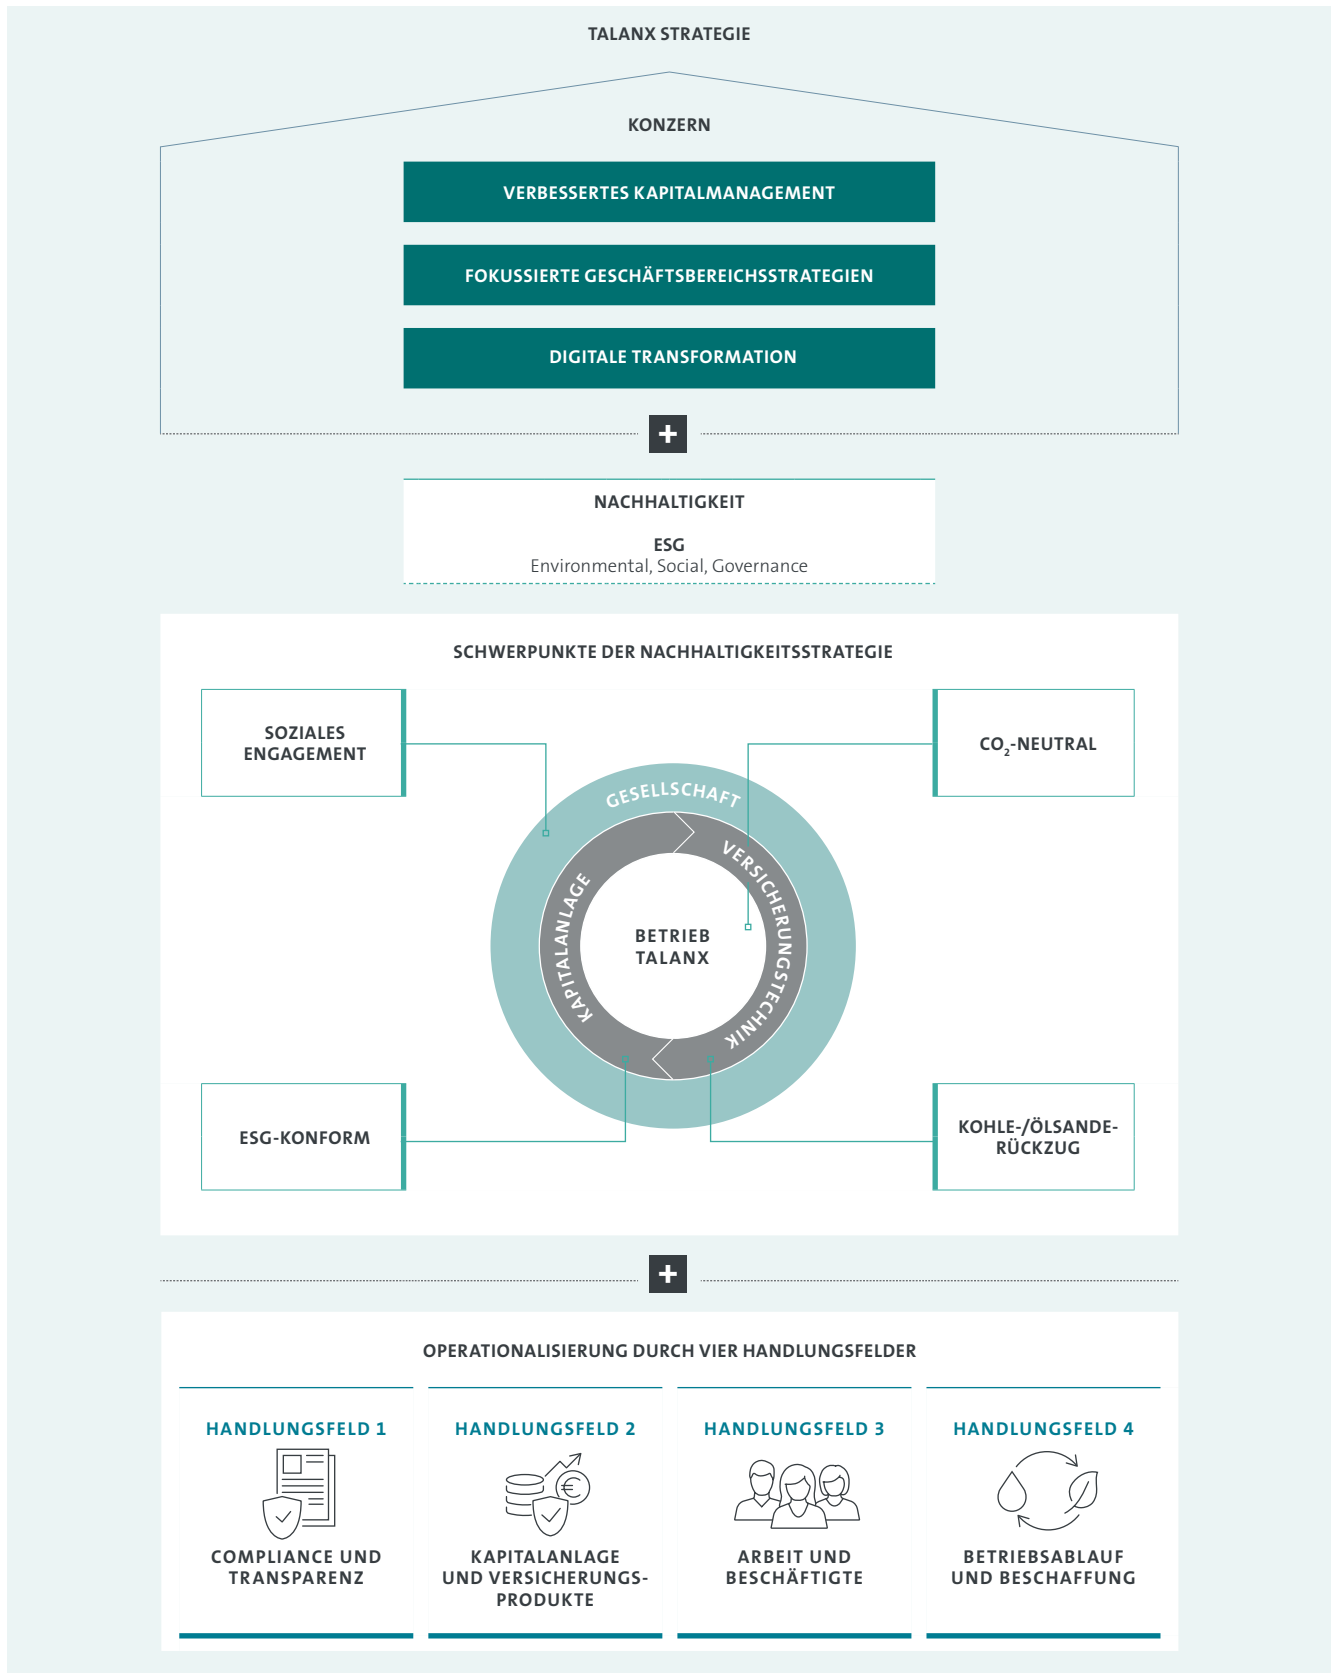 TALANX STRATEGIE
KONZERN
VERBESSERTES KAPITALMANAGEMENT
FOKUSSIERTE GESCHÄFTSBEREICHSSTRATEGIEN
DIGITALE TRANSFORMATION
+
NACHHALTIGKEIT
ESG
Environmental, Social, Governance
SCHWERPUNKTE DER NACHHALTIGKEITSSTRATEGIE
SOZIALES
ENGAGEMENT
CO₂-NEUTRAL
GESELLSCHAFT
VERSICHERUNGSTECHNIK
KAPITALANLAGE
BETRIEB
TALANX
ESG-KONFORM
KOHLE-/ÖLSANDE-
RÜCKZUG
+
OPERATIONALISIERUNG DURCH VIER HANDLUNGSFELDER
HANDLUNGSFELD 1
COMPLIANCE UND
TRANSPARENZ
HANDLUNGSFELD 2
€
KAPITALANLAGE
UND VERSICHERUNGS-
PRODUKTE
HANDLUNGSFELD 3
ARBEIT UND
BESCHÄFTIGTE
HANDLUNGSFELD 4
BETRIEBSABLAUF
UND BESCHAFFUNG